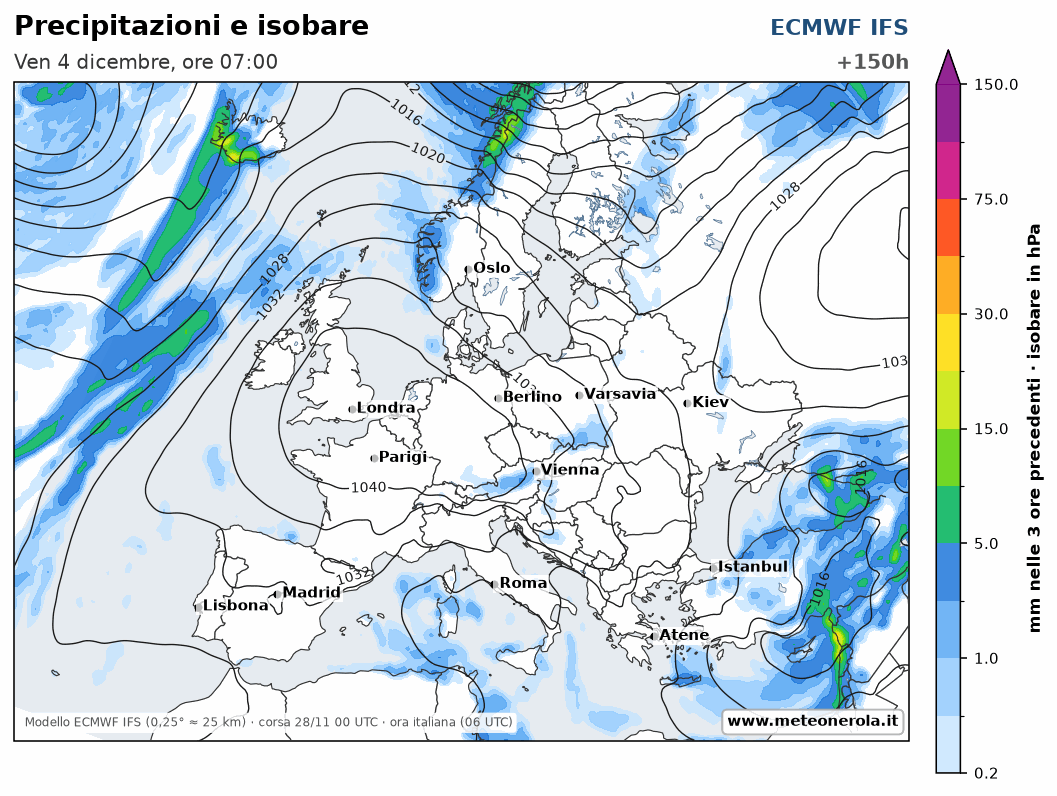 Precipitazioni e isobare
ECMWF IFS
Ven 4 dicembre, ore 07:00
+150h
150.0
75.0
30.0
15.0
5.0
1.0
0.2
mm nelle 3 ore precedenti · isobare in hPa
1016
1020
1028
1028
1032
Oslo
103
Berlino
Varsavia
Kiev
Londra
Parigi
Vienna
1016
1040
Istanbul
1032
Roma
Madrid
1016
Lisbona
Atene
Modello ECMWF IFS (0,25° ≈ 25 km) · corsa 28/11 00 UTC · ora italiana (06 UTC)
www.meteonerola.it